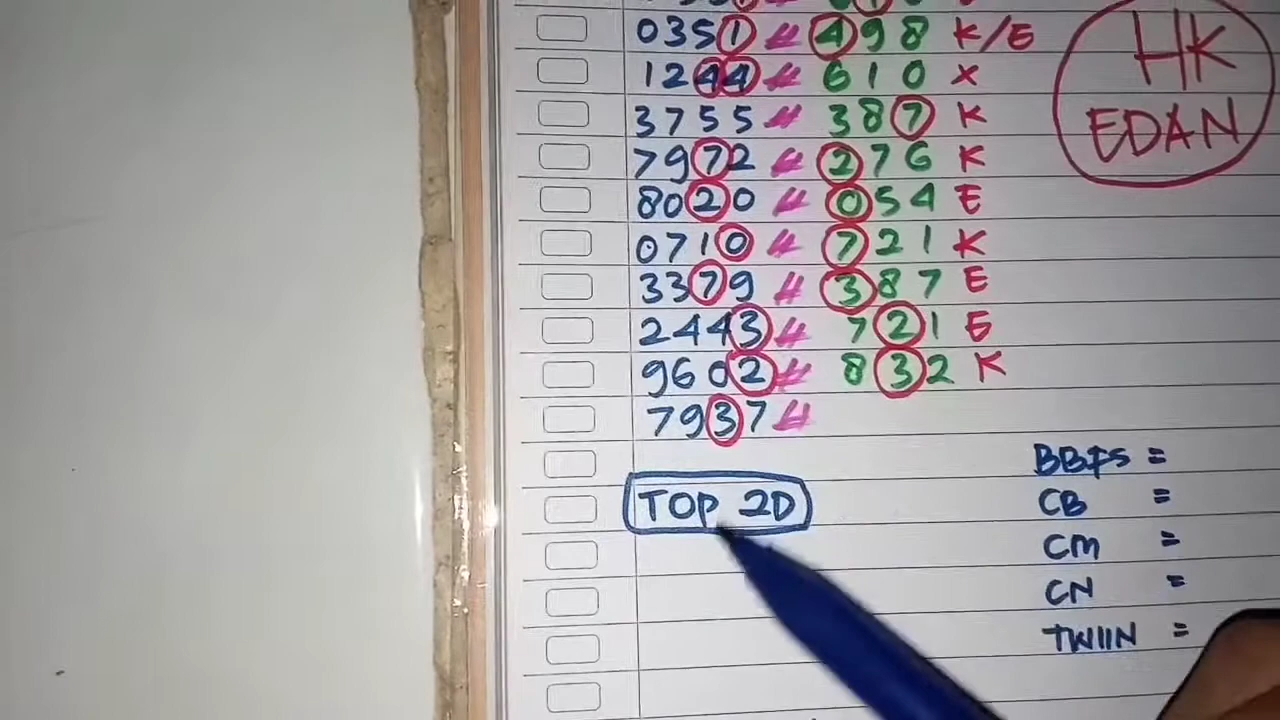 0351 # 498 K/E
1244 # 610 X
3755 # 387 K
7972 # 276 K
8020 # 054 E
0710 # 721 K
3379 # 387 E
2443 # 721 E
9602 # 832 K
7937 #
HK
EDAN
TOP 2D
BBFS =
CB =
CM =
CN =
TWIIN =